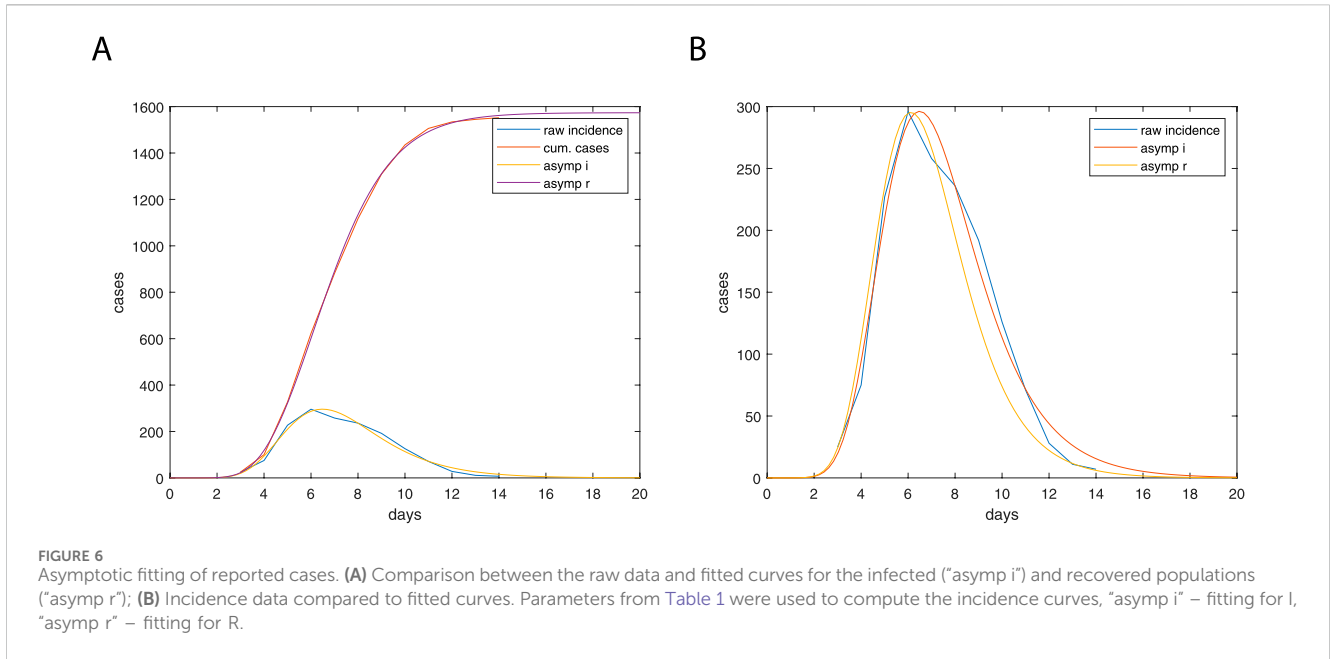 A
B
1600
1400
1200
1000
800
600
400
200
0
cases
0 2 4 6 8 10 12 14 16 18 20
days
raw incidence
cum. cases
asymp i
asymp r
300
250
200
150
100
50
0
cases
0 2 4 6 8 10 12 14 16 18 20
days
raw incidence
asymp i
asymp r
FIGURE 6
Asymptotic fitting of reported cases. (A) Comparison between the raw data and fitted curves for the infected (“asymp i”) and recovered populations
(“asymp r”); (B) Incidence data compared to fitted curves. Parameters from Table 1 were used to compute the incidence curves, “asymp i” – fitting for I,
“asymp r” – fitting for R.